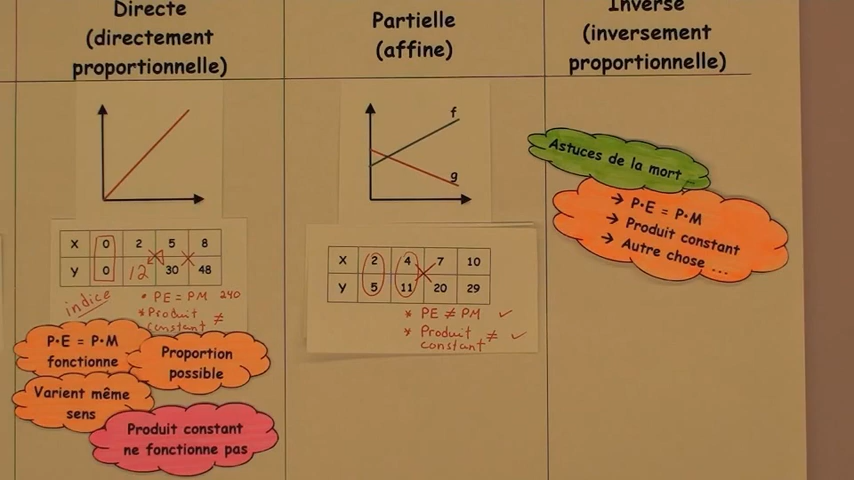 Directe
(directement
proportionnelle)
Partielle
(affine)
Inverse
(inversement
proportionnelle)
f
g
X 0 2 5 8
Y 0 12 30 48
indice
• PE = PM 240
* Produit ≠
constant
P•E = P•M
fonctionne
Proportion
possible
Varient même
sens
Produit constant
ne fonctionne pas
X 2 4 7 10
Y 5 11 20 29
* PE ≠ PM ✓
* Produit ≠ ✓
constant
Astuces de la mort ...
→ P•E = P•M
→ Produit constant
→ Autre chose ...